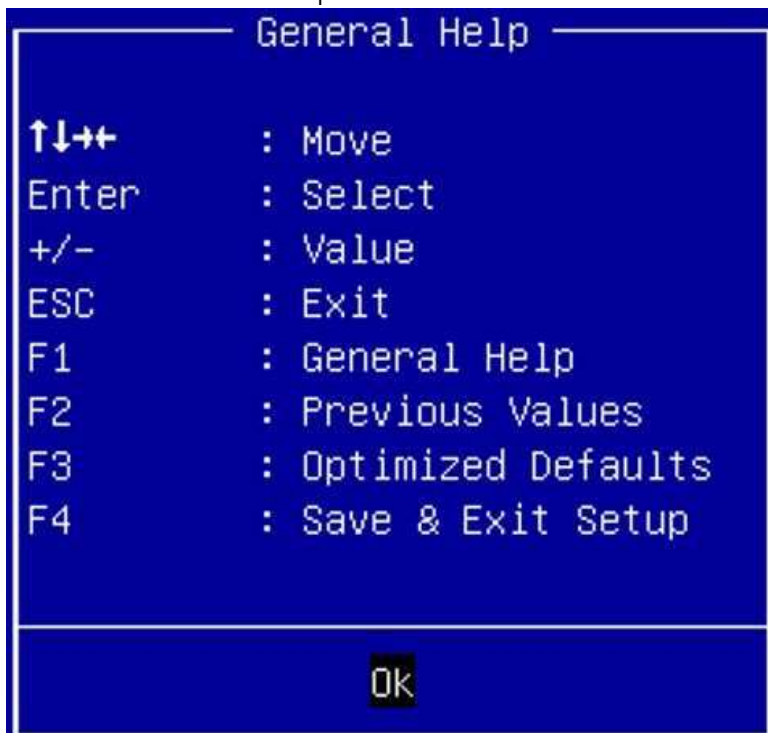 General Help
↑↓→← : Move
Enter : Select
+/- : Value
ESC : Exit
F1 : General Help
F2 : Previous Values
F3 : Optimized Defaults
F4 : Save & Exit Setup
Ok